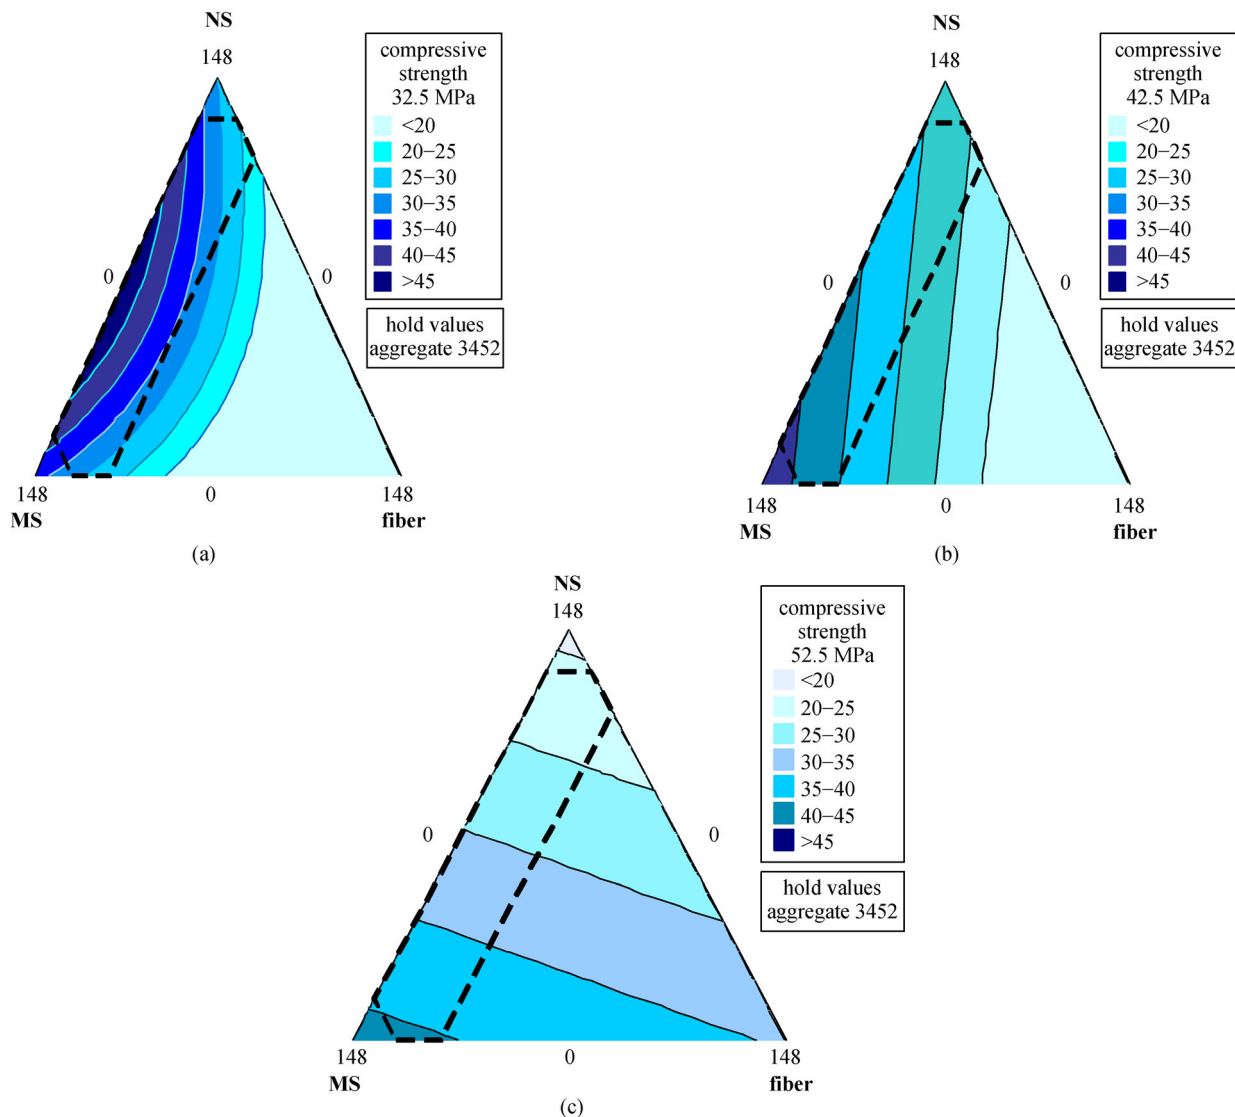 NS
148
0
0
148
0
148
MS
fiber
(a)
compressive
strength
32.5 MPa
<20
20−25
25−30
30−35
35−40
40−45
>45
hold values
aggregate 3452
NS
148
0
0
148
0
148
MS
fiber
(b)
compressive
strength
42.5 MPa
<20
20−25
25−30
30−35
35−40
40−45
>45
hold values
aggregate 3452
NS
148
0
0
148
0
148
MS
fiber
(c)
compressive
strength
52.5 MPa
<20
20−25
25−30
30−35
35−40
40−45
>45
hold values
aggregate 3452